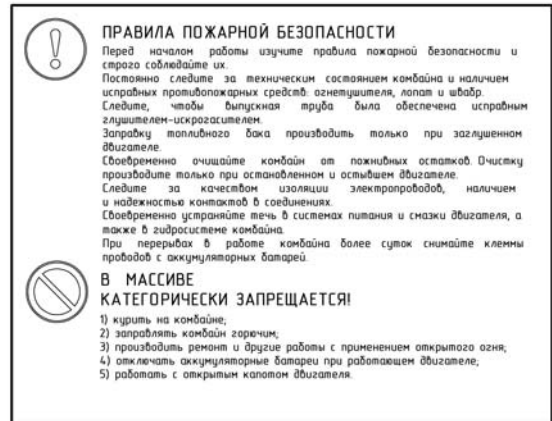 ПРАВИЛА ПОЖАРНОЙ БЕЗОПАСНОСТИ
Перед началом работы изучите правила пожарной безопасности и
строго соблюдайте их.
Постоянно следите за техническим состоянием комбайна и наличием
исправных противопожарных средств: огнетушителя, лопат и швабр.
Следите, чтобы выпускная труба была обеспечена исправным
глушителем-искрогасителем.
Заправку топливного бака производить только при заглушенном
двигателе.
Своевременно очищайте комбайн от пожнивных остатков. Очистку
производите только при остановленном и остывшем двигателе.
Следите за качеством изоляции электропроводов, наличием
и надежностью контактов в соединениях.
Своевременно устраняйте течь в системах питания и смазки двигателя, а
также в гидросистеме комбайна.
При перерывах в работе комбайна более суток снимайте клеммы
проводов с аккумуляторных батарей.
В МАССИВЕ
КАТЕГОРИЧЕСКИ ЗАПРЕЩАЕТСЯ!
1) курить на комбайне;
2) заправлять комбайн горючим;
3) производить ремонт и другие работы с применением открытого огня;
4) отключать аккумуляторные батареи при работающем двигателе;
5) работать с открытым капотом двигателя.